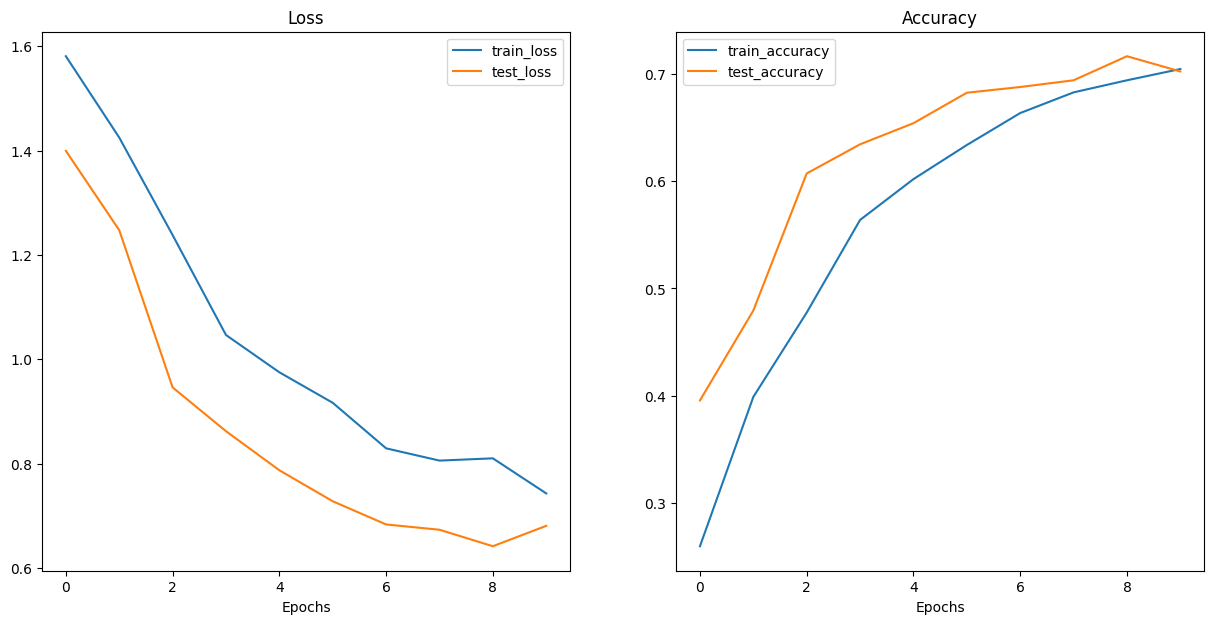 Loss
train_loss
test_loss
1.6
1.4
1.2
1.0
0.8
0.6
0 2 4 6 8
Epochs
Accuracy
train_accuracy
test_accuracy
0.7
0.6
0.5
0.4
0.3
0 2 4 6 8
Epochs